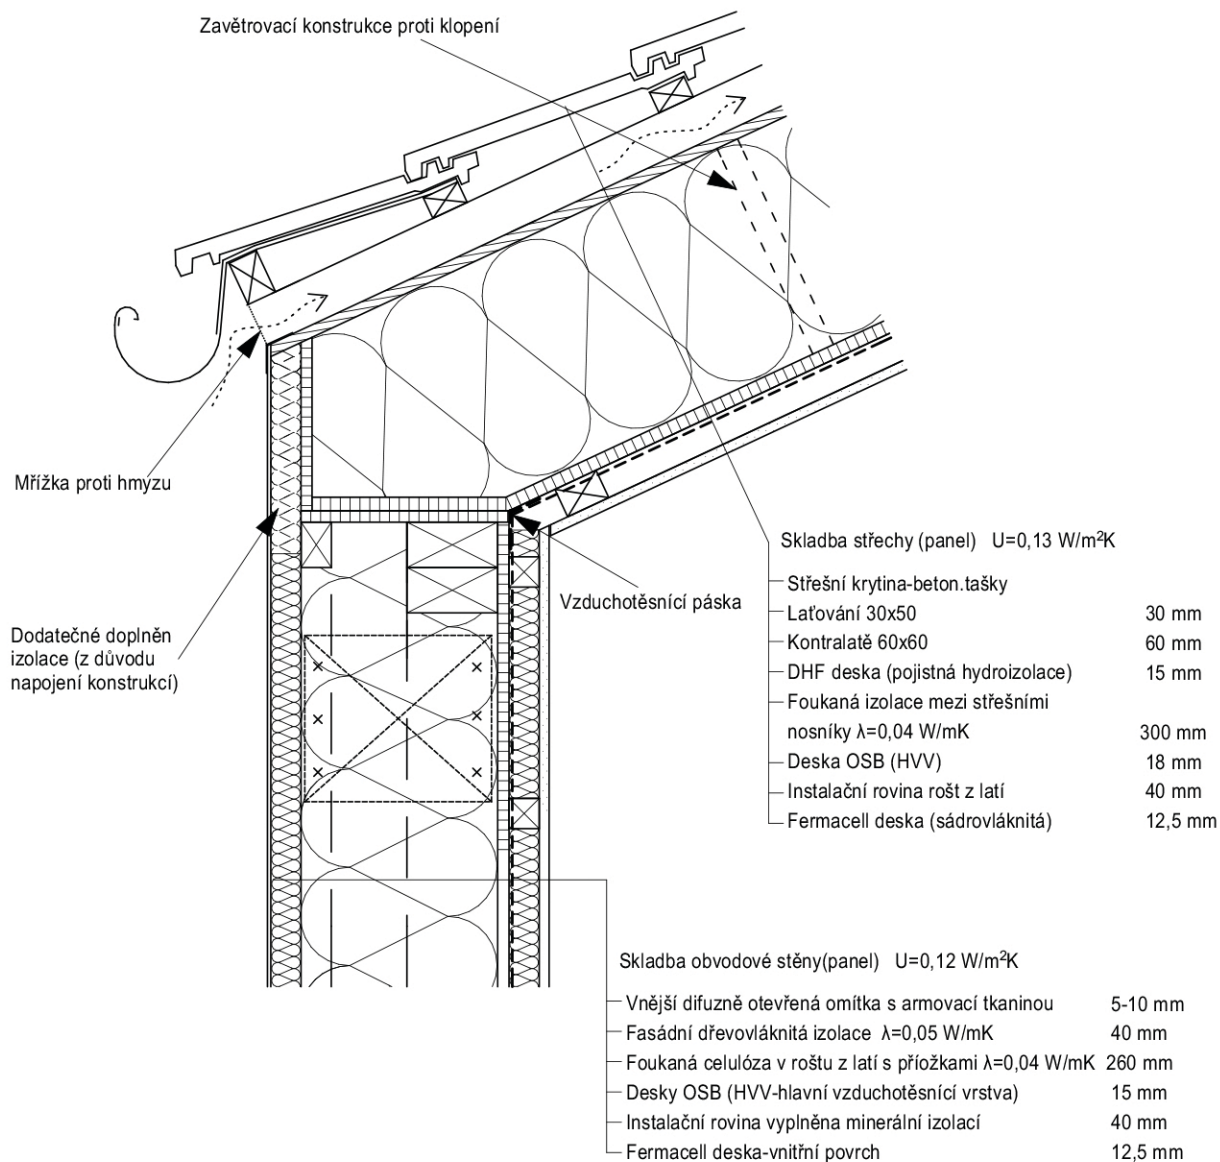 Zavětrovací konstrukce proti klopení
Mřížka proti hmyzu
Dodatečné doplněn
izolace (z důvodu
napojení konstrukcí)
Vzduchotěsnící páska
Skladba střechy (panel) U=0,13 W/m²K
Střešní krytina-beton.tašky
Laťování 30x50 30 mm
Kontralatě 60x60 60 mm
DHF deska (pojistná hydroizolace) 15 mm
Foukaná izolace mezi střešními
nosníky λ=0,04 W/mK 300 mm
Deska OSB (HVV) 18 mm
Instalační rovina rošt z latí 40 mm
Fermacell deska (sádrovláknitá) 12,5 mm
Skladba obvodové stěny(panel) U=0,12 W/m²K
Vnější difuzně otevřená omítka s armovací tkaninou 5-10 mm
Fasádní dřevovláknitá izolace λ=0,05 W/mK 40 mm
Foukaná celulóza v roštu z latí s příožkami λ=0,04 W/mK 260 mm
Desky OSB (HVV-hlavní vzduchotěsnící vrstva) 15 mm
Instalační rovina vyplněna minerální izolací 40 mm
Fermacell deska-vnitřní povrch 12,5 mm